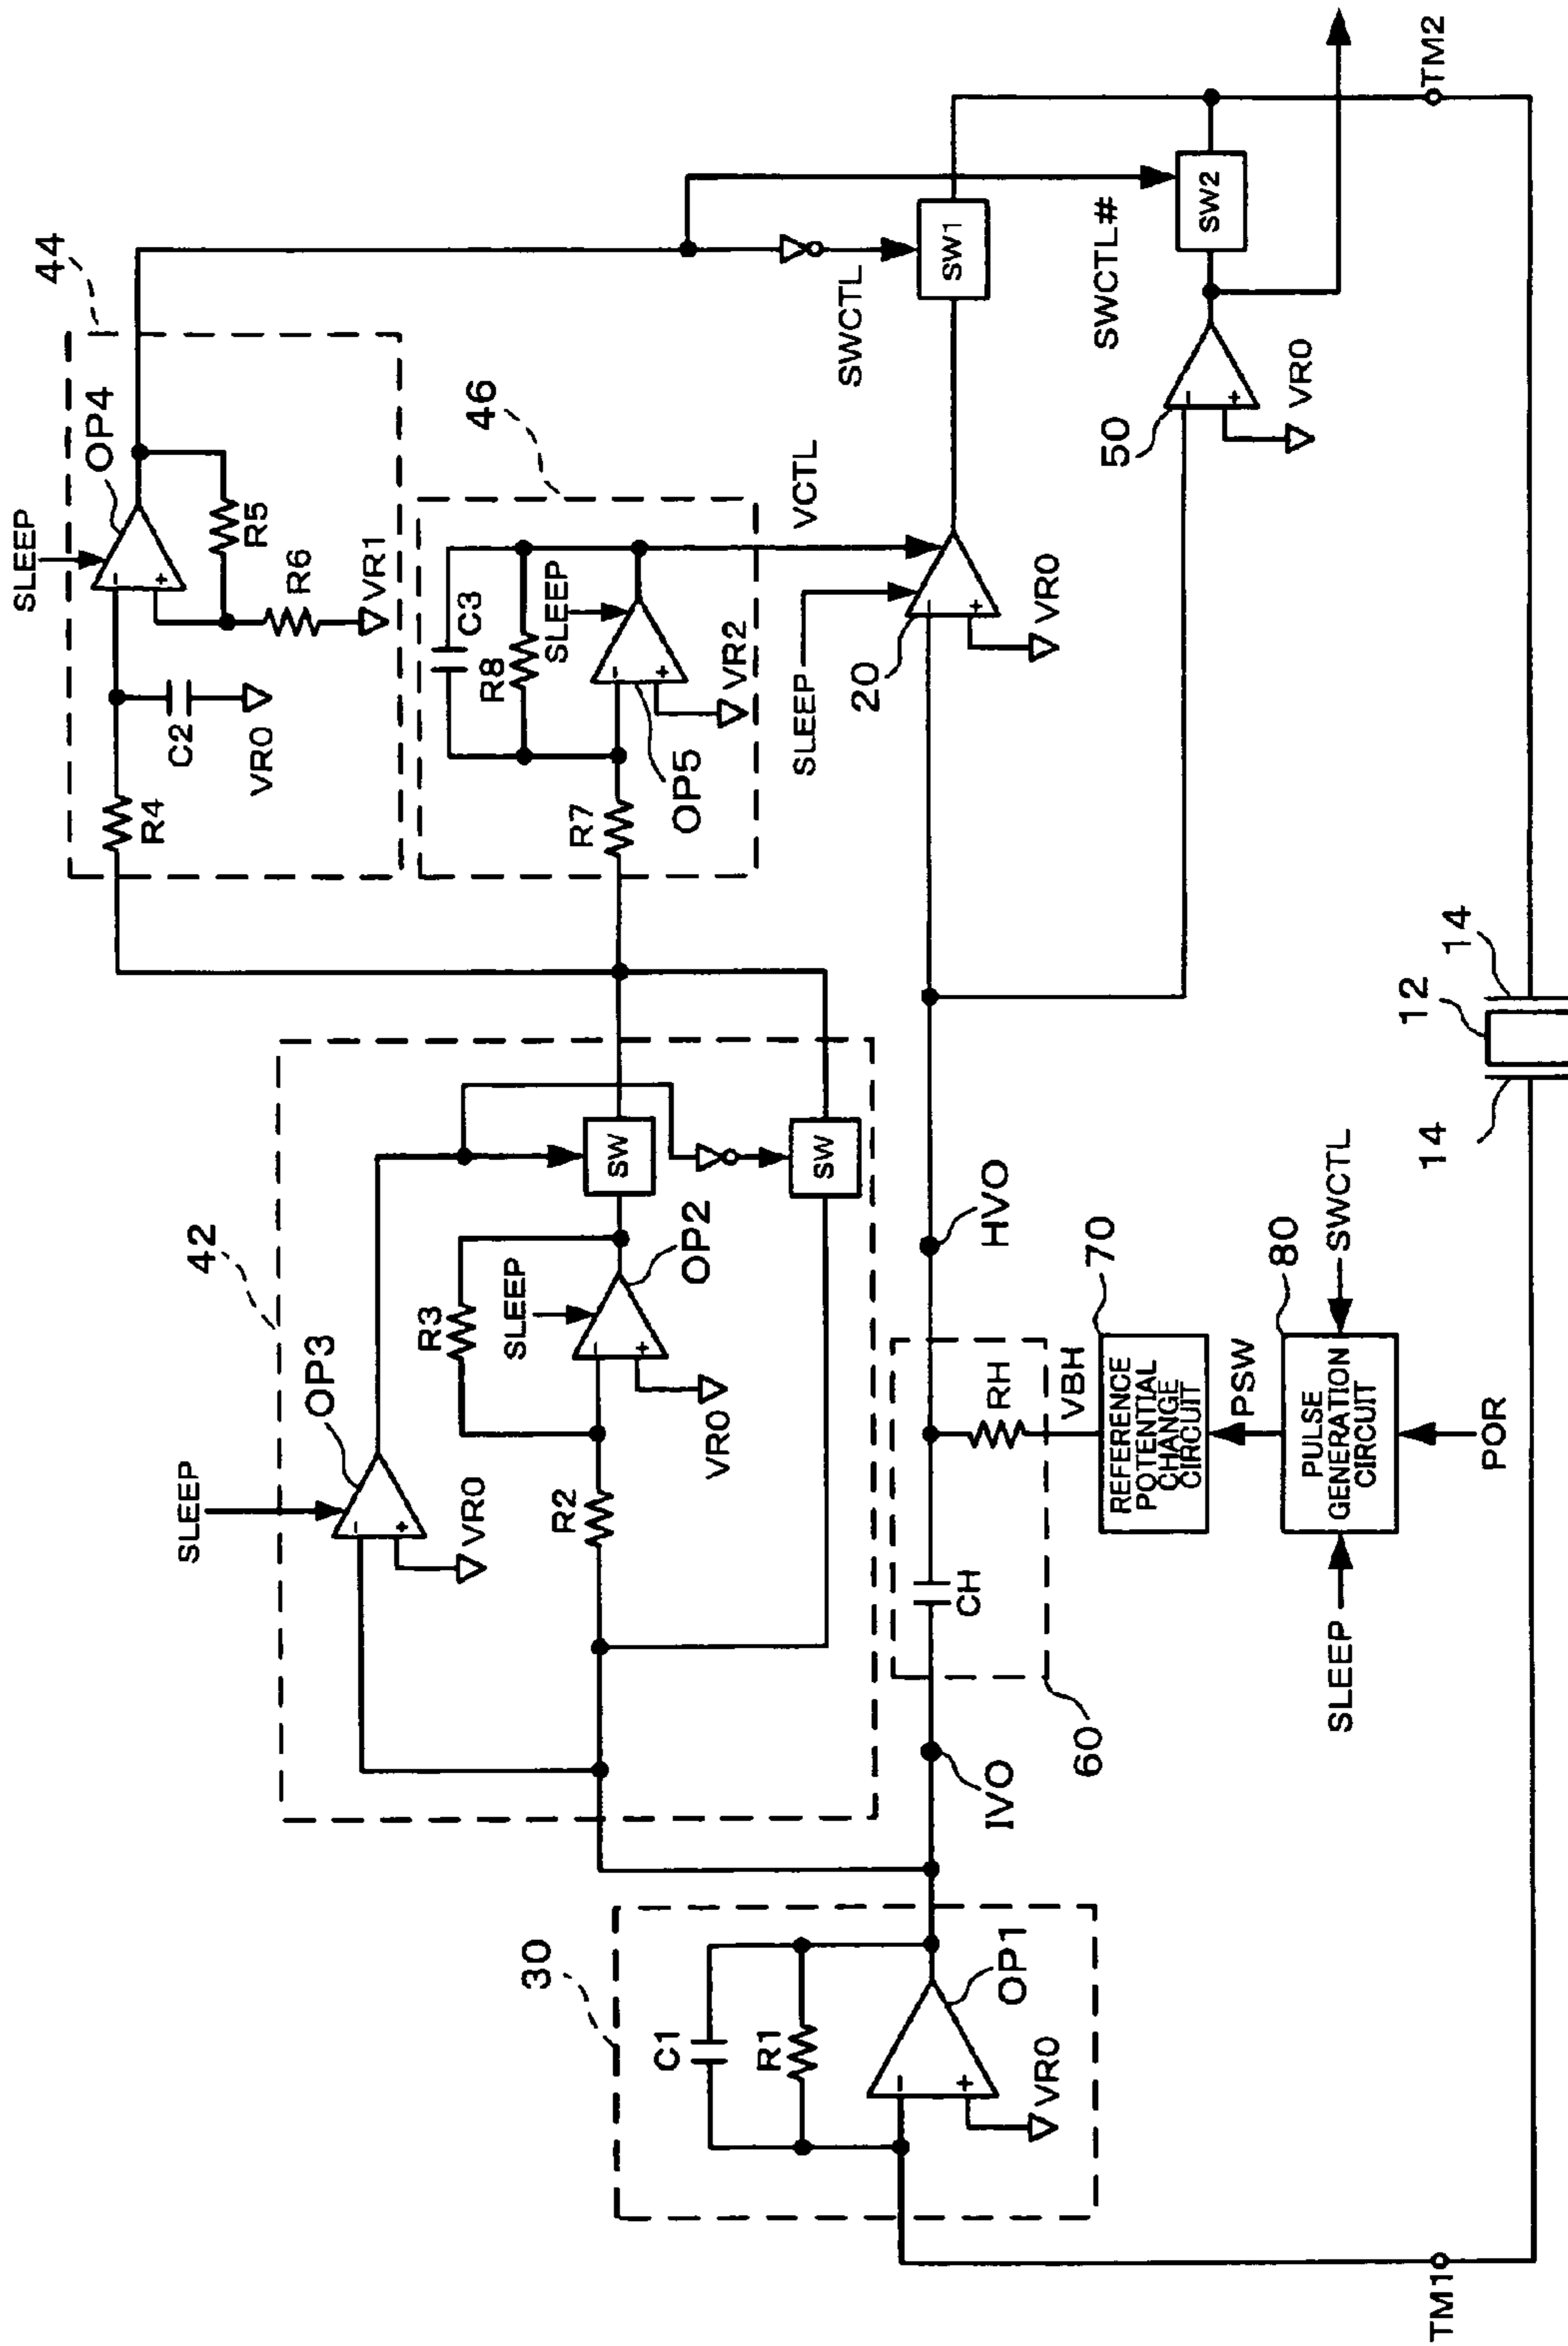 44
SLEEP
OP4
R5
R6
VR1
R4
C2
VR0
46
C3
R8
SLEEP
VR2
OP5
R7
VCTL
SLEEP
20
VR0
SWCTL
SW1
SWCTL#
SW2
50
VR0
TM2
42
SLEEP
OP3
VR0
R3
SLEEP
OP2
VR0
R2
SW
SW
30
C1
R1
OP1
VR0
IVO
60
CH
RH
HVO
VBH
70
REFERENCE
POTENTIAL
CHANGE
CIRCUIT
PSW
80
PULSE
GENERATION
CIRCUIT
SWCTL
SLEEP
POR
14
12
14
TM1